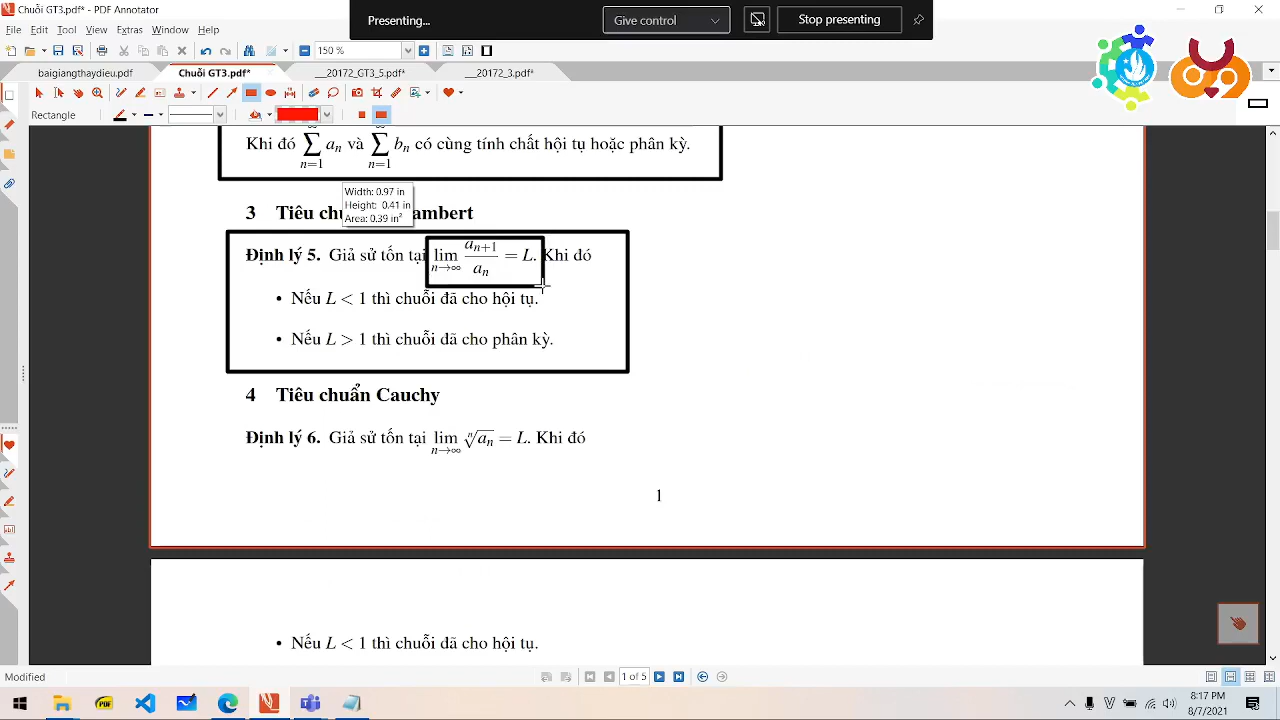 Chuỗi GT3.pdf* - PDF Annotator
Presenting...
Give control
Stop presenting
Window Help
150 %
baigiangthaydieu.pdf
Chuỗi GT3.pdf*
__20172_GT3_5.pdf*
__20172_3.pdf*
Rectangle
Khi đó ∑ aₙ và ∑ bₙ có cùng tính chất hội tụ hoặc phân kỳ.
n=1 n=1
Width: 0.97 in
Height: 0.41 in
Area: 0.39 in²
3 Tiêu ambert
Định lý 5. Giả sử tồn tại lim aₙ₊₁/aₙ = L. Khi đó
n→∞
• Nếu L < 1 thì chuỗi đã cho hội tụ.
• Nếu L > 1 thì chuỗi đã cho phân kỳ.
4 Tiêu chuẩn Cauchy
Định lý 6. Giả sử tồn tại lim ⁿ√aₙ = L. Khi đó
n→∞
1
• Nếu L < 1 thì chuỗi đã cho hội tụ.
Modified
1 of 5
8:17 PM
8/7/2021